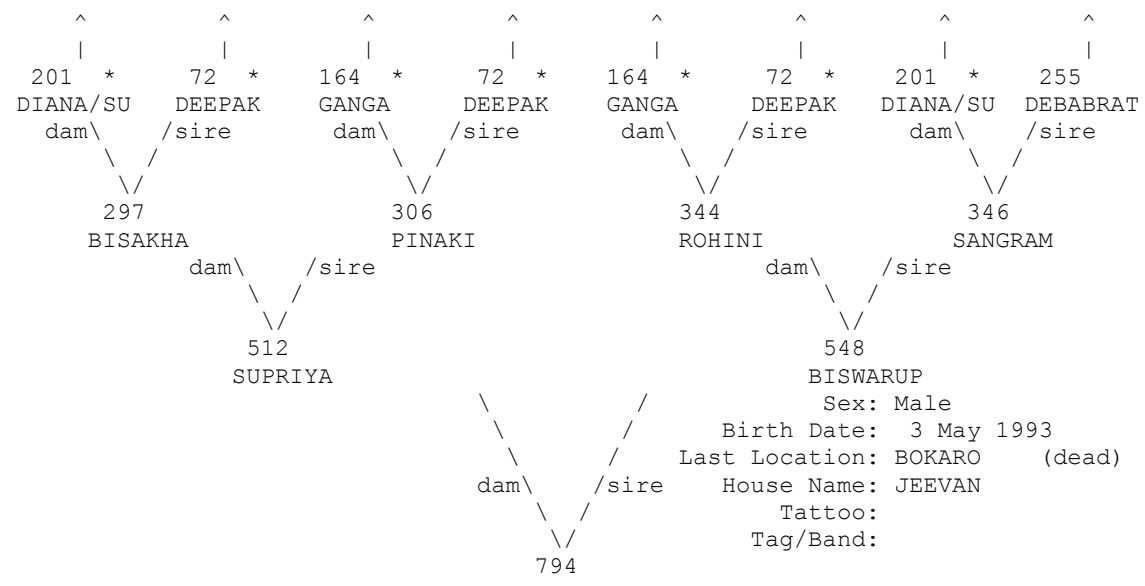 ^ ^ ^ ^ ^ ^ ^ ^
| | | | | | | |
201 * 72 * 164 * 72 * 164 * 72 * 201 * 255
DIANA/SU DEEPAK GANGA DEEPAK GANGA DEEPAK DIANA/SU DEBABRAT
dam\ /sire dam\ /sire dam\ /sire dam\ /sire
\ / \ / \ / \ /
\/ \/ \/ \/
297 306 344 346
BISAKHA PINAKI ROHINI SANGRAM
dam\ /sire dam\ /sire
\ / \ /
\/ \/
512 548
SUPRIYA BISWARUP
\ / Sex: Male
\ / Birth Date: 3 May 1993
\ / Last Location: BOKARO (dead)
dam\ /sire House Name: JEEVAN
\ / Tattoo:
\/ Tag/Band:
794